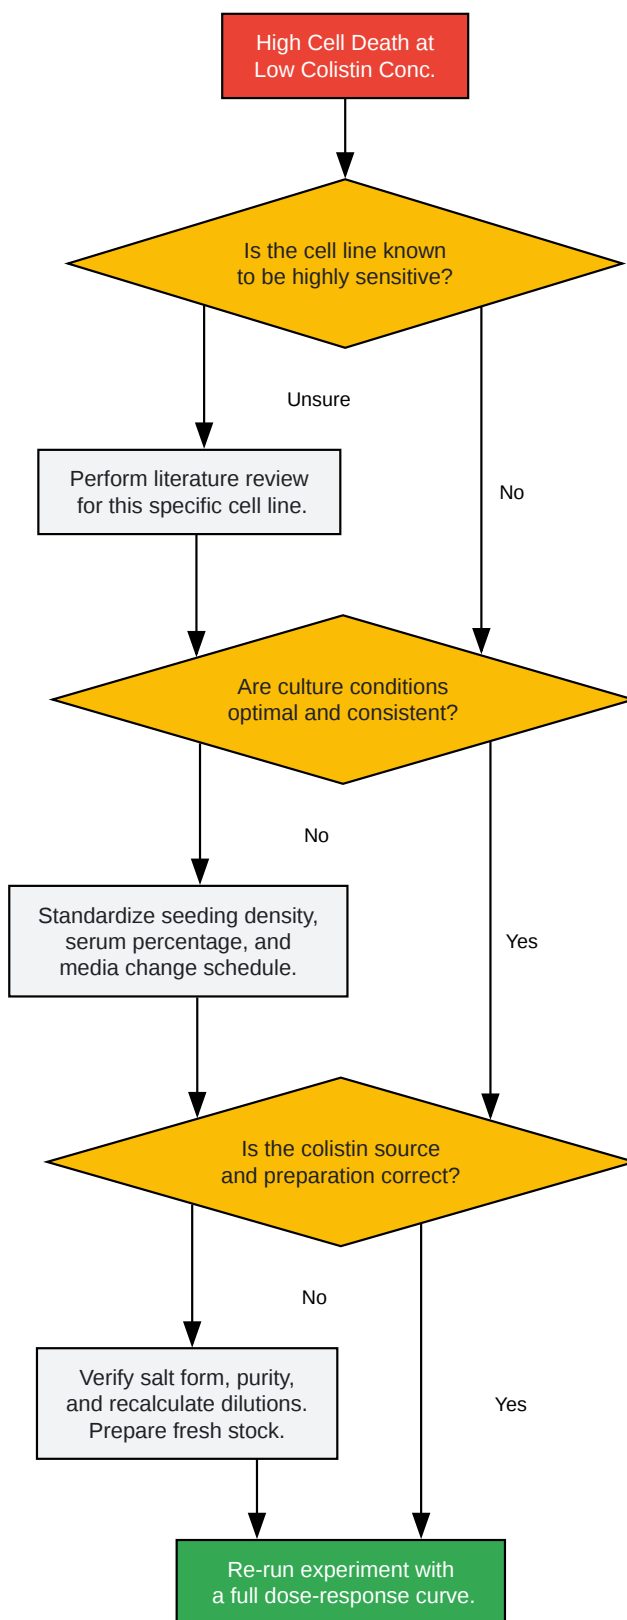 High Cell Death at
Low Colistin Conc.
Is the cell line known
to be highly sensitive?
Unsure
Perform literature review
for this specific cell line.
No
Are culture conditions
optimal and consistent?
No
Standardize seeding density,
serum percentage, and
media change schedule.
Yes
Is the colistin source
and preparation correct?
No
Verify salt form, purity,
and recalculate dilutions.
Prepare fresh stock.
Yes
Re-run experiment with
a full dose-response curve.